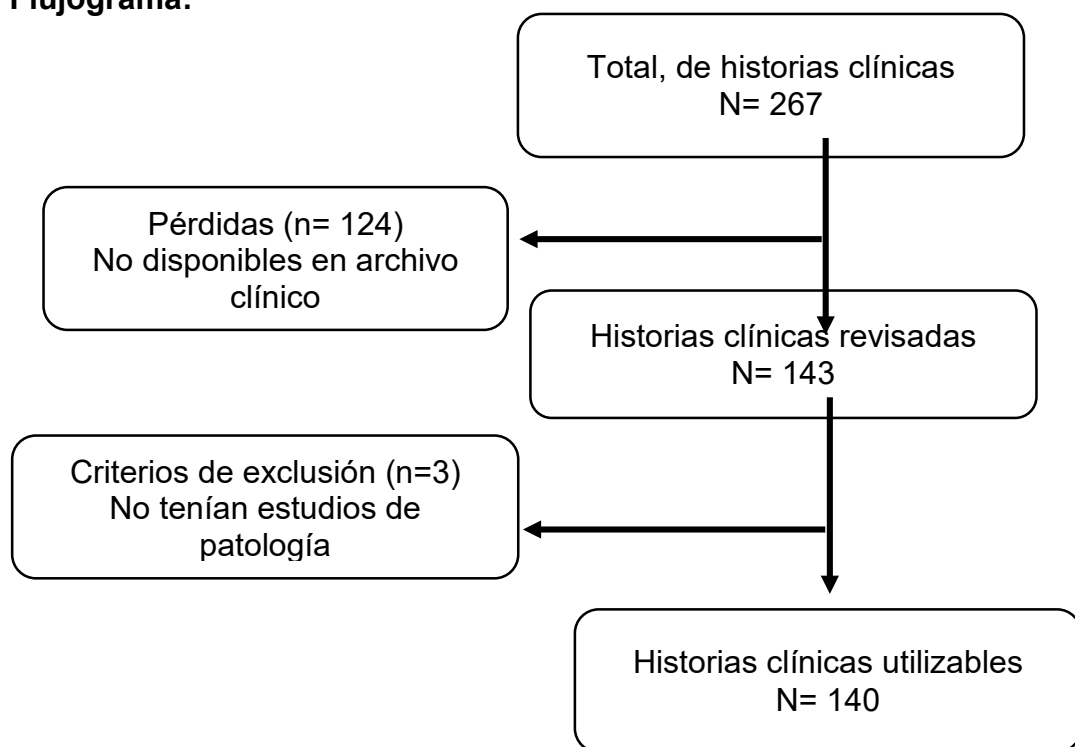 Flujograma:
Total, de historias clínicas
N= 267
Pérdidas (n= 124)
No disponibles en archivo
clínico
Historias clínicas revisadas
N= 143
Criterios de exclusión (n=3)
No tenían estudios de
patología
Historias clínicas utilizables
N= 140